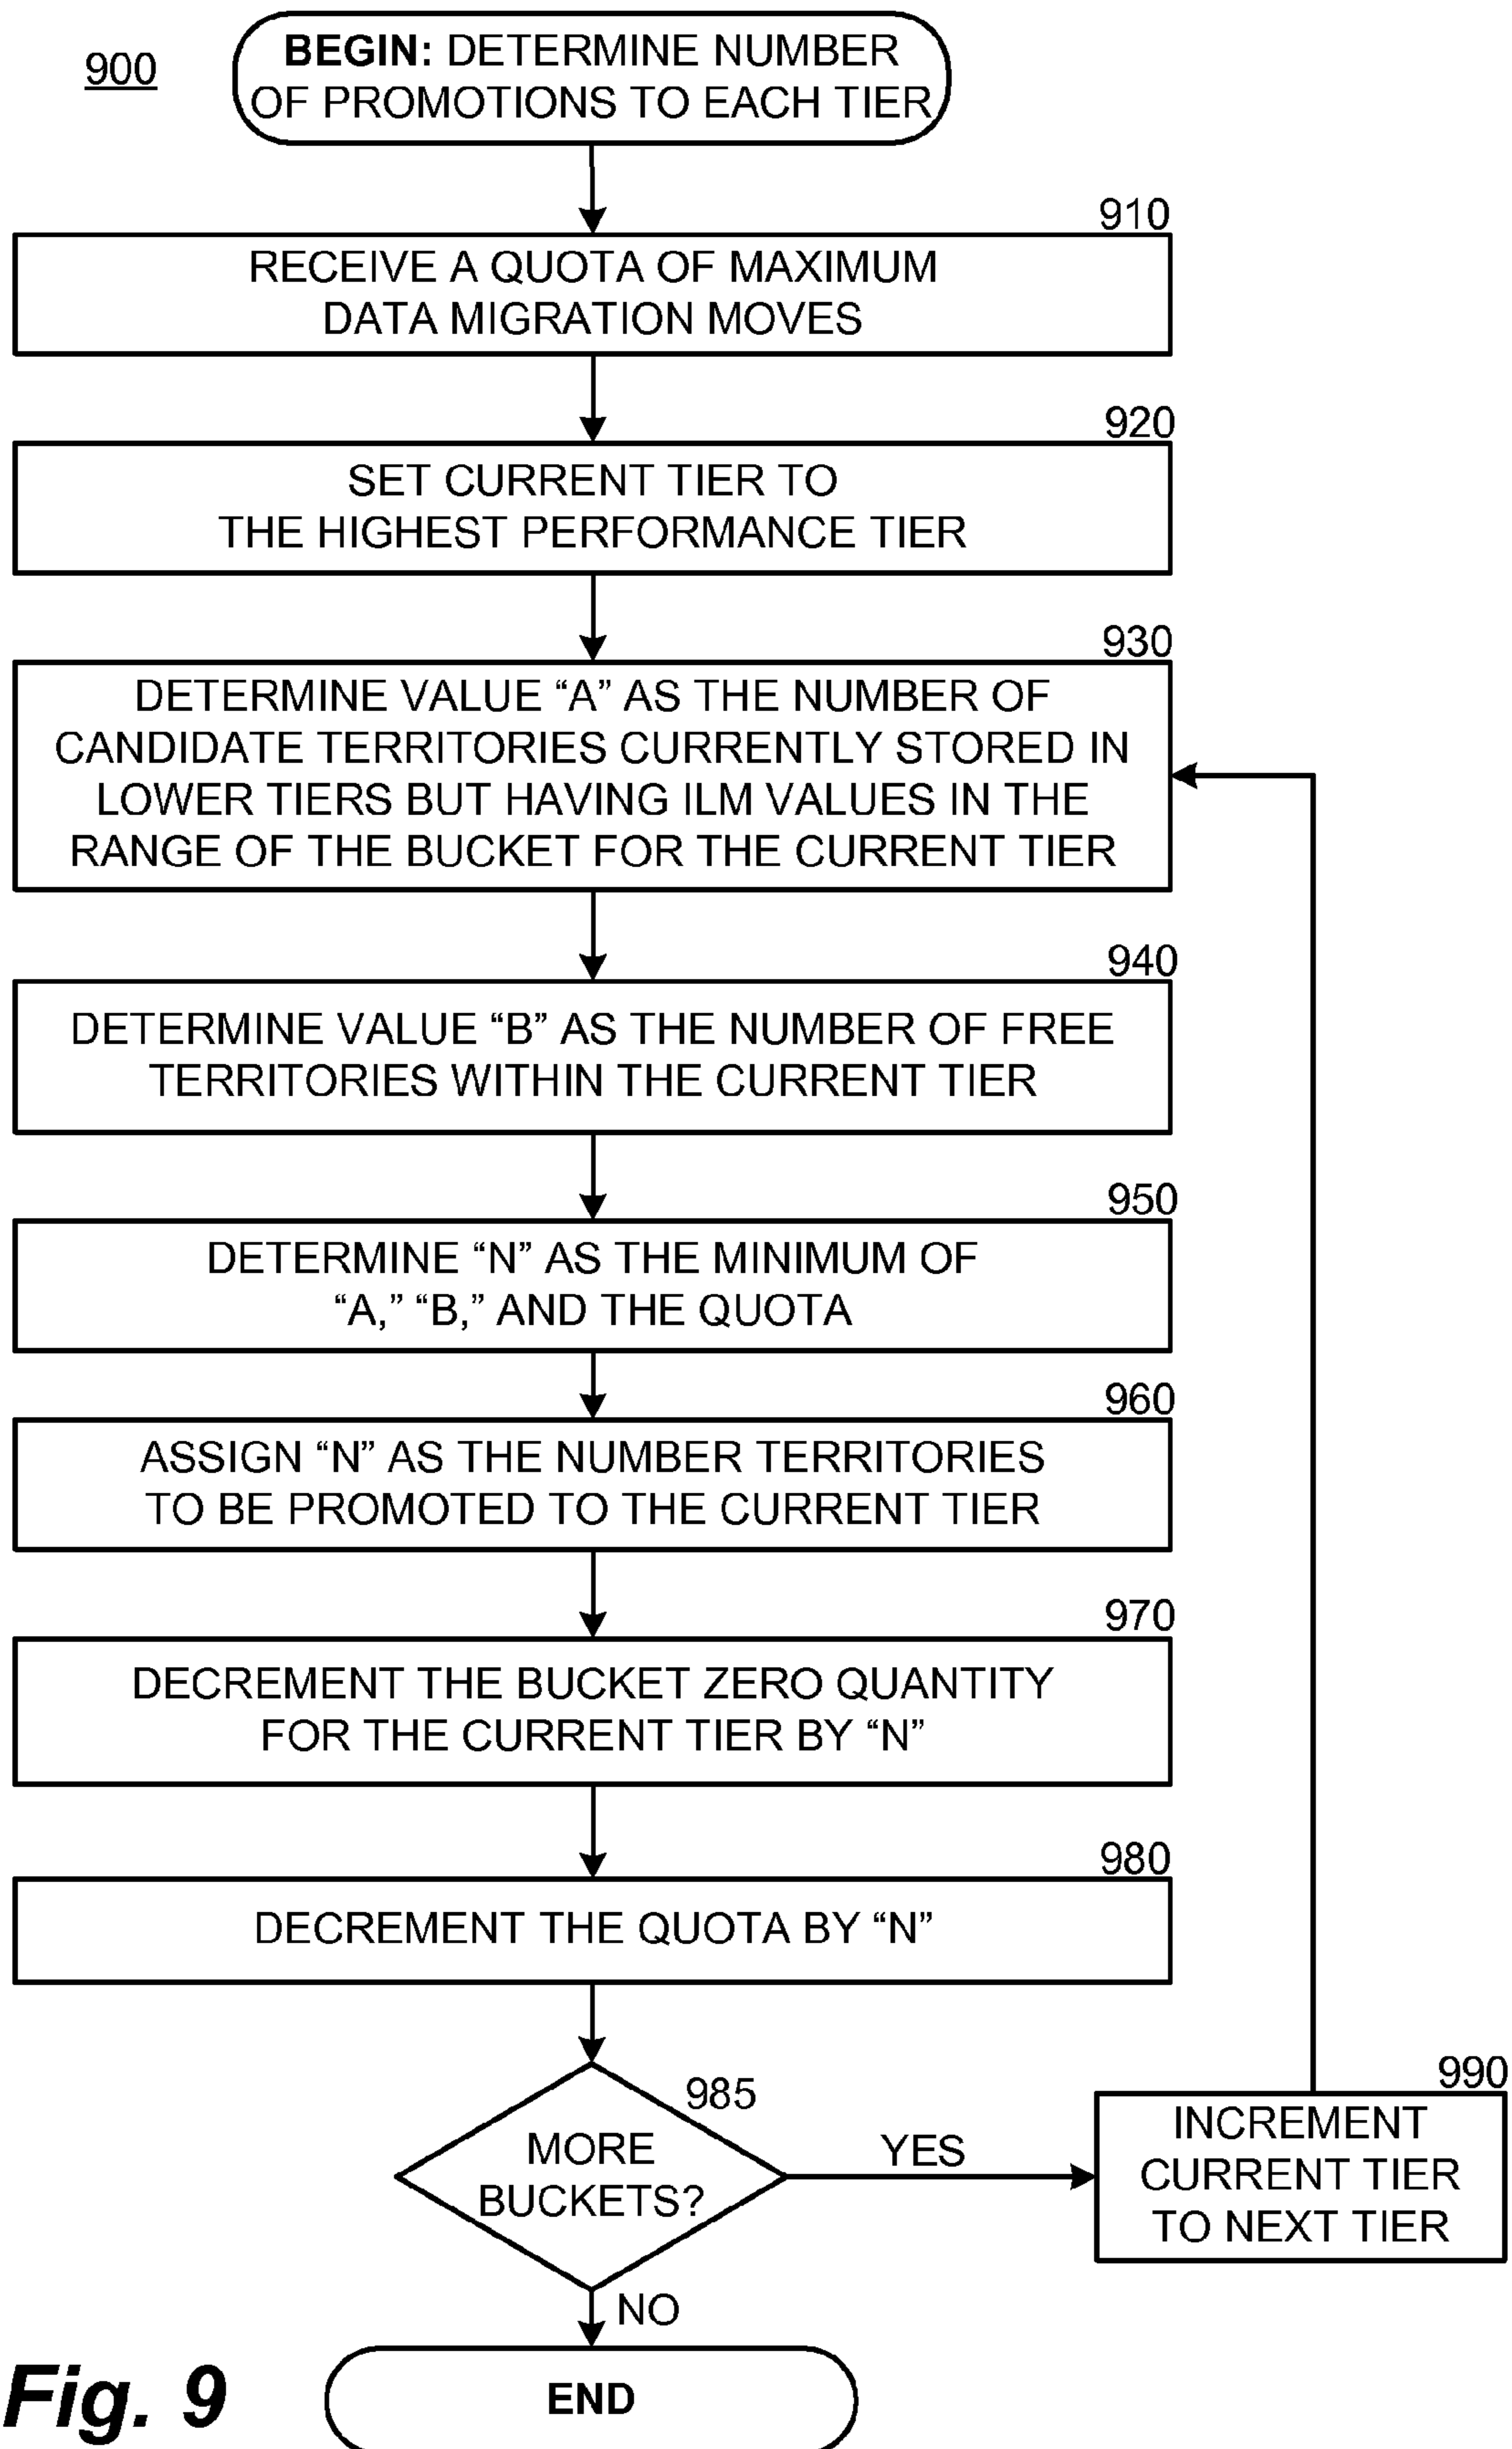 900
BEGIN: DETERMINE NUMBER
OF PROMOTIONS TO EACH TIER
910
RECEIVE A QUOTA OF MAXIMUM
DATA MIGRATION MOVES
920
SET CURRENT TIER TO
THE HIGHEST PERFORMANCE TIER
930
DETERMINE VALUE “A” AS THE NUMBER OF
CANDIDATE TERRITORIES CURRENTLY STORED IN
LOWER TIERS BUT HAVING ILM VALUES IN THE
RANGE OF THE BUCKET FOR THE CURRENT TIER
940
DETERMINE VALUE “B” AS THE NUMBER OF FREE
TERRITORIES WITHIN THE CURRENT TIER
950
DETERMINE “N” AS THE MINIMUM OF
“A,” “B,” AND THE QUOTA
960
ASSIGN “N” AS THE NUMBER TERRITORIES
TO BE PROMOTED TO THE CURRENT TIER
970
DECREMENT THE BUCKET ZERO QUANTITY
FOR THE CURRENT TIER BY “N”
980
DECREMENT THE QUOTA BY “N”
985
MORE
BUCKETS?
YES
990
INCREMENT
CURRENT TIER
TO NEXT TIER
NO
END
Fig. 9